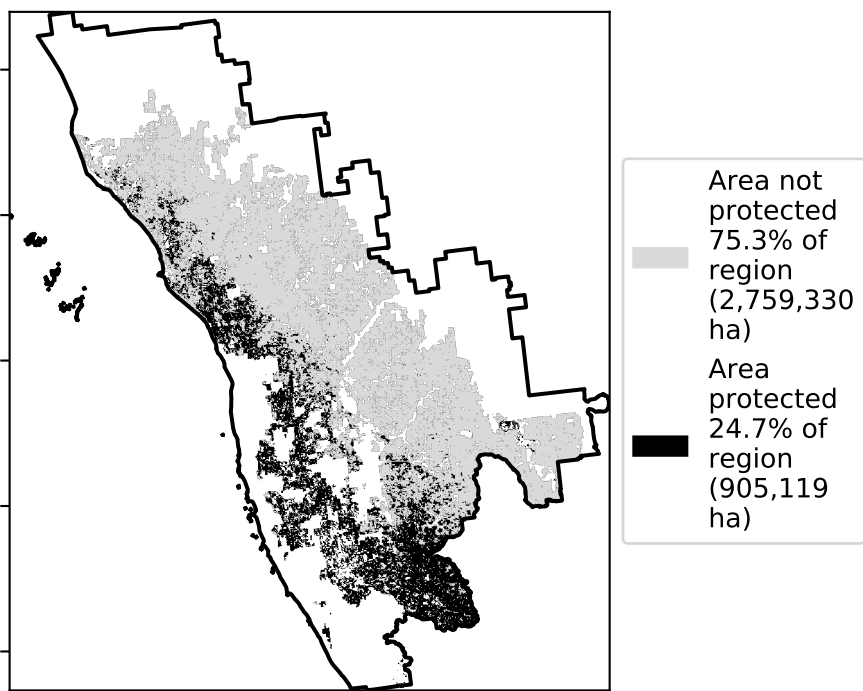 Area not
protected
75.3% of
region
(2,759,330
ha)
Area
protected
24.7% of
region
(905,119
ha)